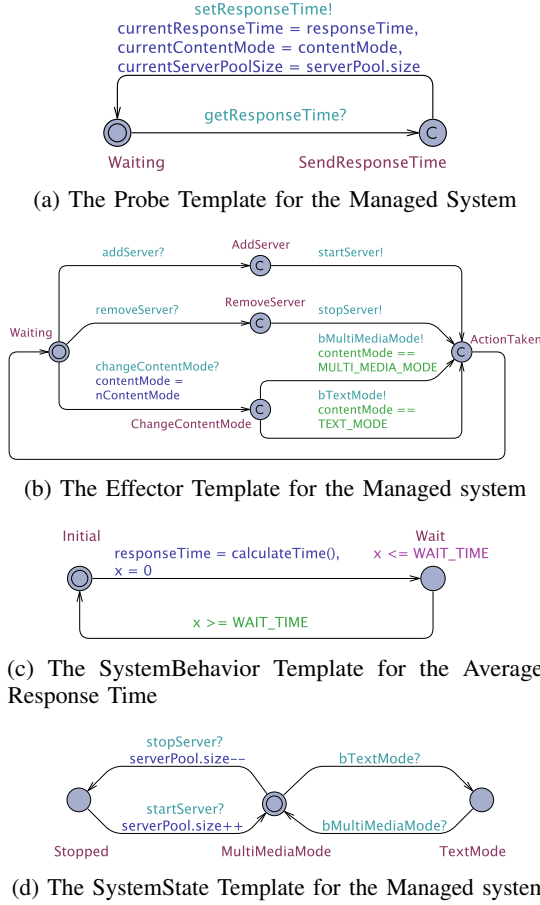 setResponseTime!
currentResponseTime = responseTime,
currentContentMode = contentMode,
currentServerPoolSize = serverPool.size
getResponseTime?
C
Waiting
SendResponseTime
(a) The Probe Template for the Managed System
AddServer
addServer?
startServer!
C
RemoveServer
removeServer?
stopServer!
C
Waiting
bMultiMediaMode!
contentMode ==
MULTI_MEDIA_MODE
ActionTaken
C
changeContentMode?
contentMode =
nContentMode
bTextMode!
contentMode ==
TEXT_MODE
C
ChangeContentMode
(b) The Effector Template for the Managed system
Initial
Wait
responseTime = calculateTime(),
x = 0
x <= WAIT_TIME
x >= WAIT_TIME
(c) The SystemBehavior Template for the Average
Response Time
stopServer?
serverPool.size--
bTextMode?
startServer?
serverPool.size++
bMultiMediaMode?
Stopped
MultiMediaMode
TextMode
(d) The SystemState Template for the Managed system